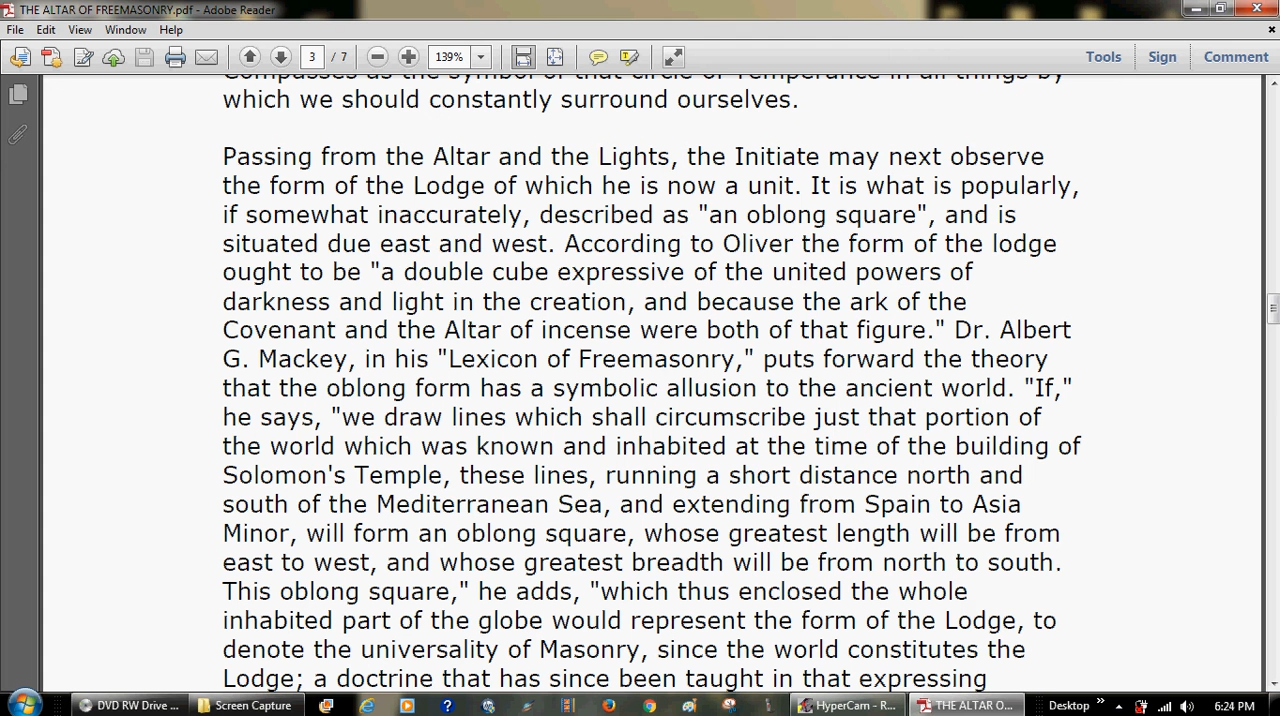 THE ALTAR OF FREEMASONRY.pdf - Adobe Reader
File Edit View Window Help
3 / 7 139% Tools Sign Comment
Compasses as the symbol of that circle of Temperance in all things by
which we should constantly surround ourselves.
Passing from the Altar and the Lights, the Initiate may next observe
the form of the Lodge of which he is now a unit. It is what is popularly,
if somewhat inaccurately, described as "an oblong square", and is
situated due east and west. According to Oliver the form of the lodge
ought to be "a double cube expressive of the united powers of
darkness and light in the creation, and because the ark of the
Covenant and the Altar of incense were both of that figure." Dr. Albert
G. Mackey, in his "Lexicon of Freemasonry," puts forward the theory
that the oblong form has a symbolic allusion to the ancient world. "If,"
he says, "we draw lines which shall circumscribe just that portion of
the world which was known and inhabited at the time of the building of
Solomon's Temple, these lines, running a short distance north and
south of the Mediterranean Sea, and extending from Spain to Asia
Minor, will form an oblong square, whose greatest length will be from
east to west, and whose greatest breadth will be from north to south.
This oblong square," he adds, "which thus enclosed the whole
inhabited part of the globe would represent the form of the Lodge, to
denote the universality of Masonry, since the world constitutes the
Lodge; a doctrine that has since been taught in that expressing
DVD RW Drive ... Screen Capture HyperCam - R... THE ALTAR O... Desktop » 6:24 PM